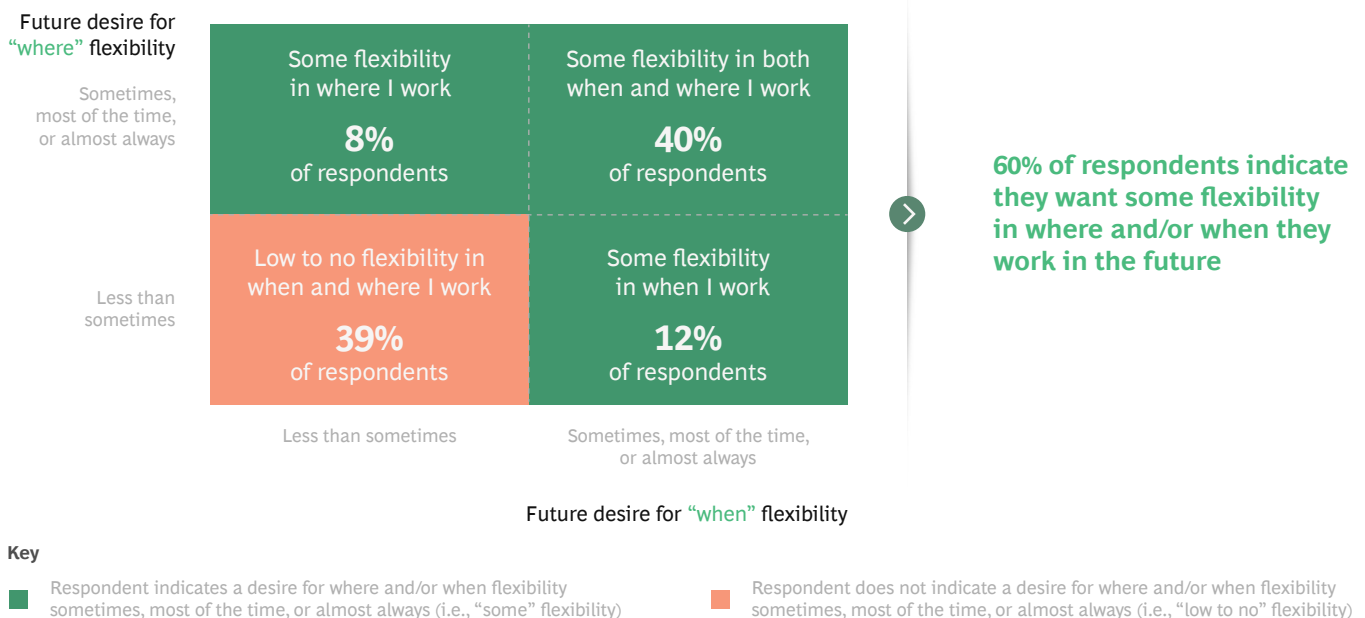 Future desire for
“where” flexibility
Sometimes,
most of the time,
or almost always
Less than
sometimes
Some flexibility
in where I work
8%
of respondents
Some flexibility in both
when and where I work
40%
of respondents
Low to no flexibility in
when and where I work
39%
of respondents
Some flexibility
in when I work
12%
of respondents
Less than sometimes
Sometimes, most of the time,
or almost always
Future desire for “when” flexibility
60% of respondents indicate
they want some flexibility
in where and/or when they
work in the future
Key
Respondent indicates a desire for where and/or when flexibility
sometimes, most of the time, or almost always (i.e., “some” flexibility)
Respondent does not indicate a desire for where and/or when flexibility
sometimes, most of the time, or almost always (i.e., “low to no” flexibility)